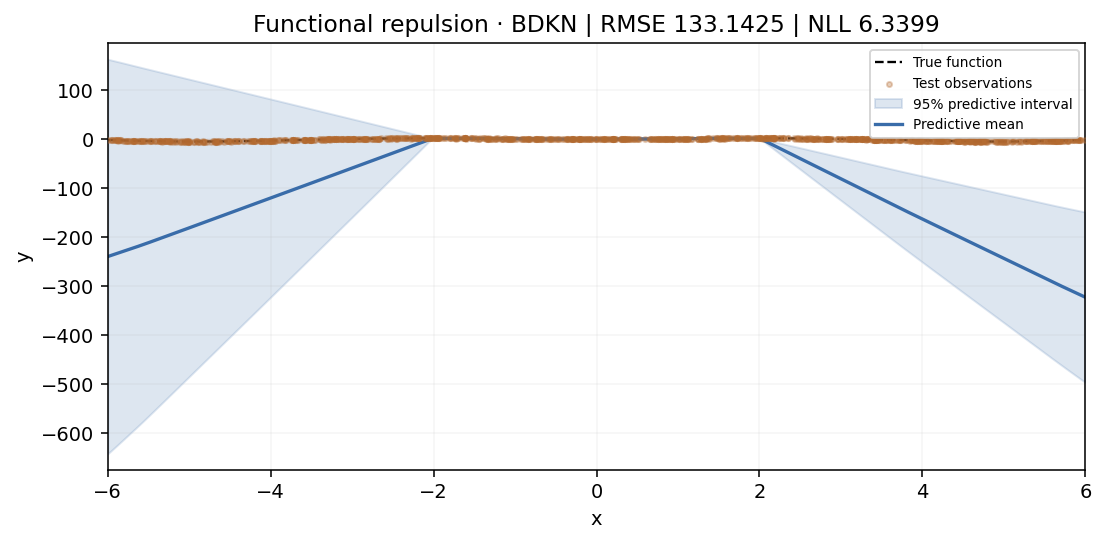 Functional repulsion · BDKN | RMSE 133.1425 | NLL 6.3399
True function
Test observations
95% predictive interval
Predictive mean
100
0
−100
−200
−300
−400
−500
−600
y
−6
−4
−2
0
2
4
6
x